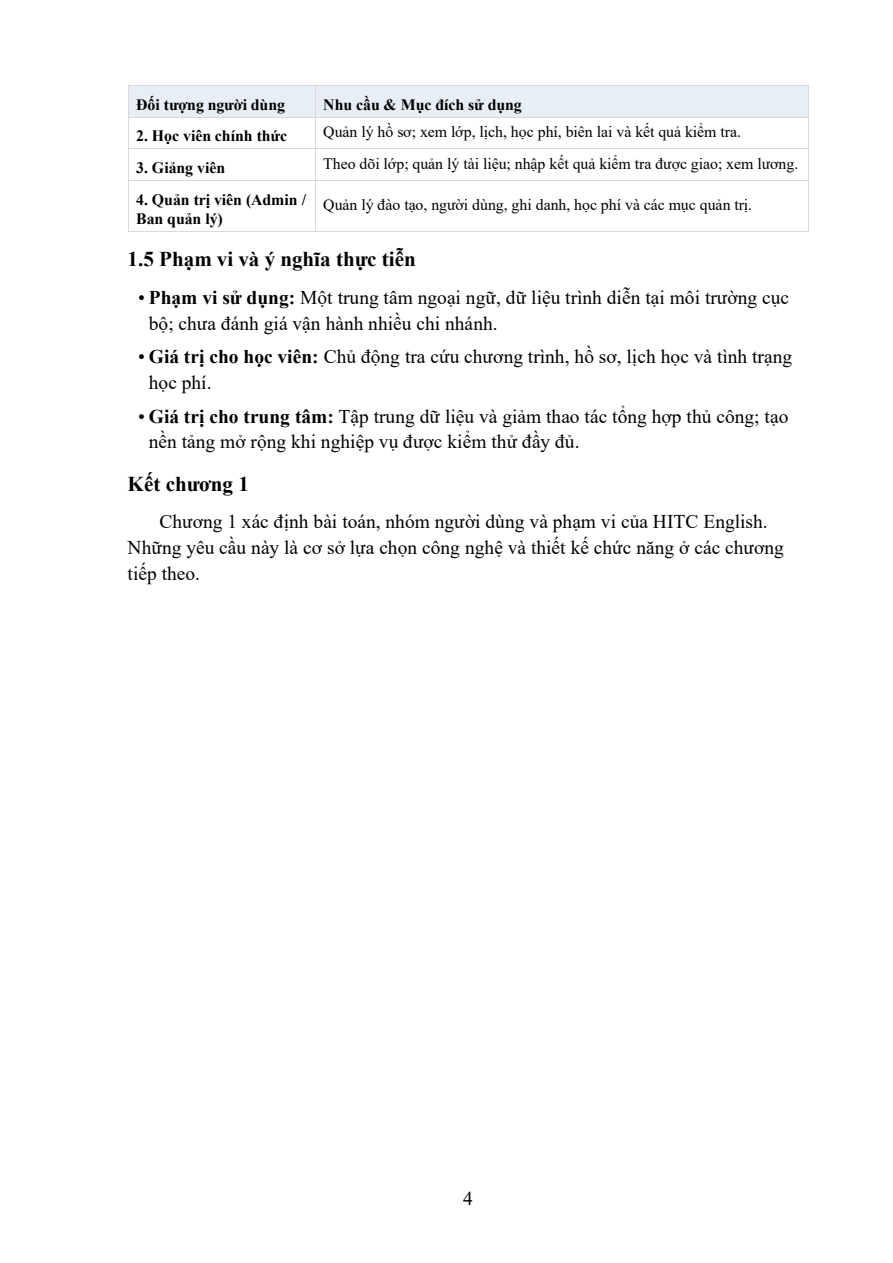 Đối tượng người dùng Nhu cầu & Mục đích sử dụng
2. Học viên chính thức Quản lý hồ sơ; xem lớp, lịch, học phí, biên lai và kết quả kiểm tra.
3. Giảng viên Theo dõi lớp; quản lý tài liệu; nhập kết quả kiểm tra được giao; xem lương.
4. Quản trị viên (Admin /
Ban quản lý) Quản lý đào tạo, người dùng, ghi danh, học phí và các mục quản trị.
1.5 Phạm vi và ý nghĩa thực tiễn
• Phạm vi sử dụng: Một trung tâm ngoại ngữ, dữ liệu trình diễn tại môi trường cục
bộ; chưa đánh giá vận hành nhiều chi nhánh.
• Giá trị cho học viên: Chủ động tra cứu chương trình, hồ sơ, lịch học và tình trạng
học phí.
• Giá trị cho trung tâm: Tập trung dữ liệu và giảm thao tác tổng hợp thủ công; tạo
nền tảng mở rộng khi nghiệp vụ được kiểm thử đầy đủ.
Kết chương 1
Chương 1 xác định bài toán, nhóm người dùng và phạm vi của HITC English.
Những yêu cầu này là cơ sở lựa chọn công nghệ và thiết kế chức năng ở các chương
tiếp theo.
4